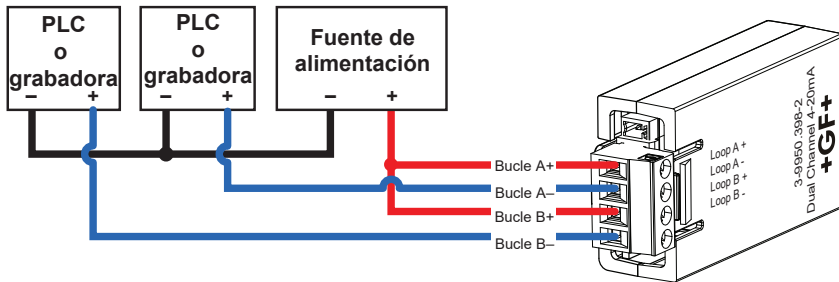 PLC
o
grabadora
– +
PLC
o
grabadora
– +
Fuente de
alimentación
– +
Bucle A+
Bucle A–
Bucle B+
Bucle B–
Loop A +
Loop A -
Loop B +
Loop B -
3-9950.398-2
Dual Channel 4-20mA
+GF+